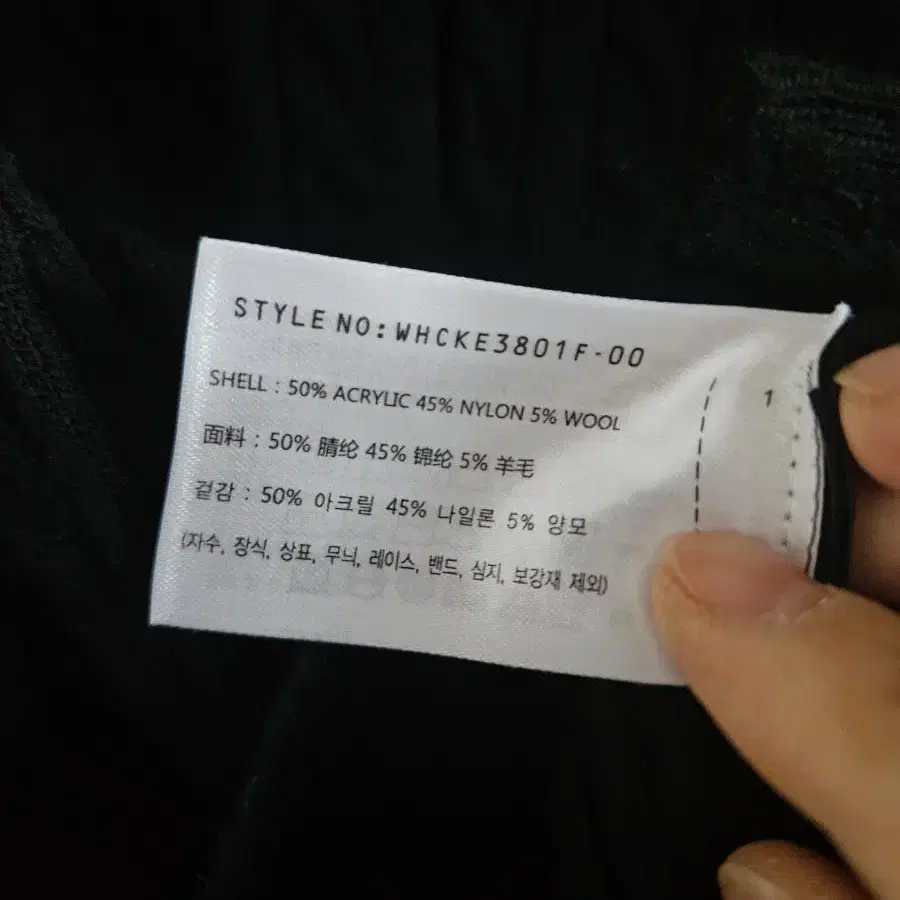 STYLE NO:WHCKE3801F-00
SHELL : 50% ACRYLIC 45% NYLON 5% WOOL
面料 : 50% 腈纶 45% 锦纶 5% 羊毛
겉감 : 50% 아크릴 45% 나일론 5% 양모
(자수, 장식, 상표, 무늬, 레이스, 밴드, 심지, 보강재 제외)
1